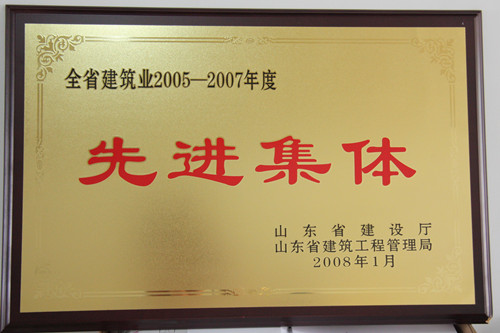 全省建筑业2005—2007年度
先进集体
山东省建设厅
山东省建筑工程管理局
2008年1月